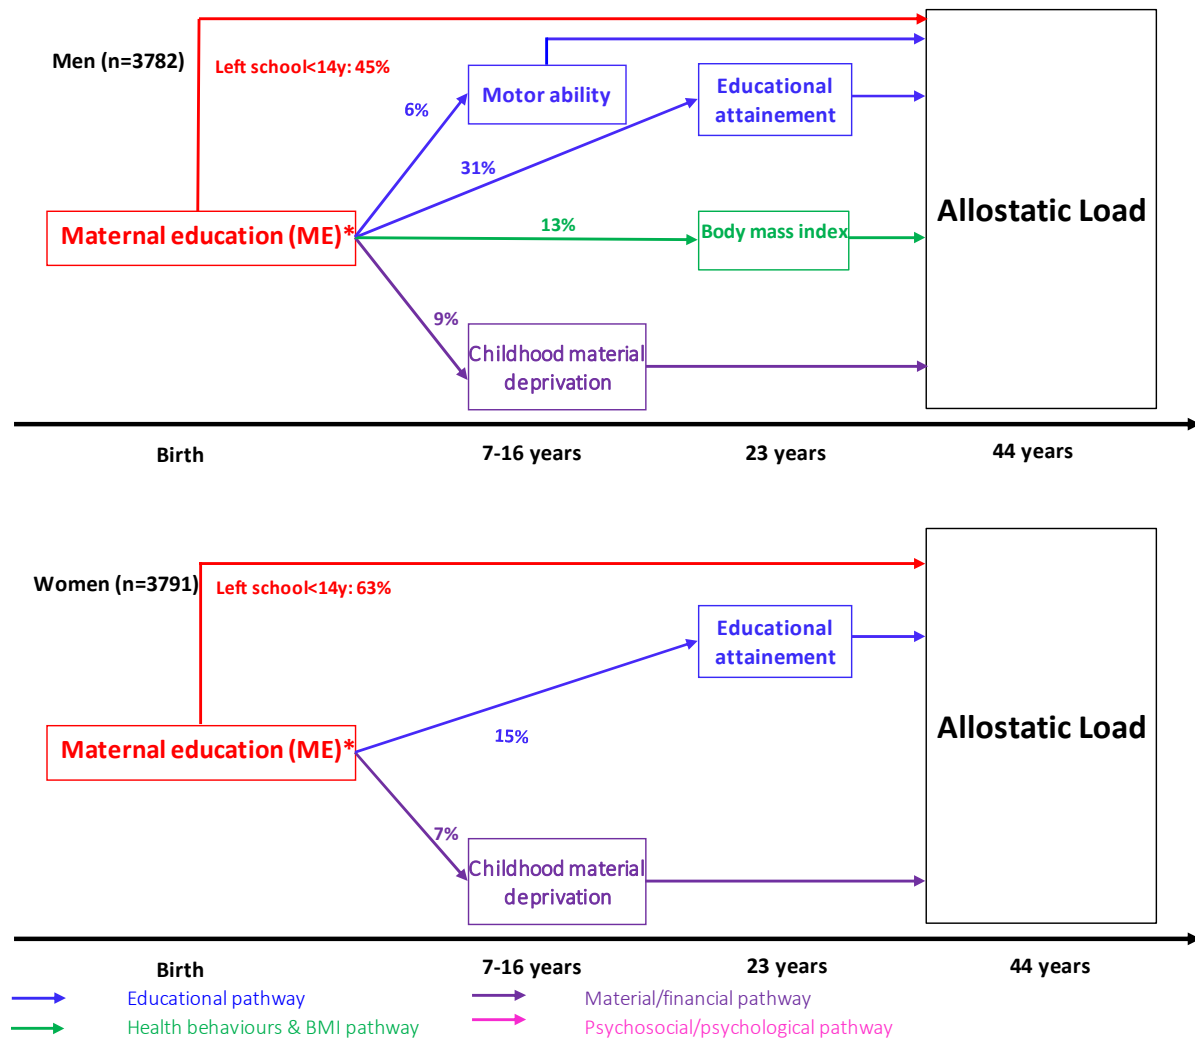 Men (n=3782)
Left school<14y: 45%
Motor ability
Educational
attainement
6%
31%
Maternal education (ME)*
13%
Body mass index
Allostatic Load
9%
Childhood material
deprivation
Birth
7-16 years
23 years
44 years
Women (n=3791)
Left school<14y: 63%
Educational
attainement
Maternal education (ME)*
15%
Allostatic Load
7%
Childhood material
deprivation
Birth
7-16 years
23 years
44 years
Educational pathway
Material/financial pathway
Health behaviours & BMI pathway
Psychosocial/psychological pathway